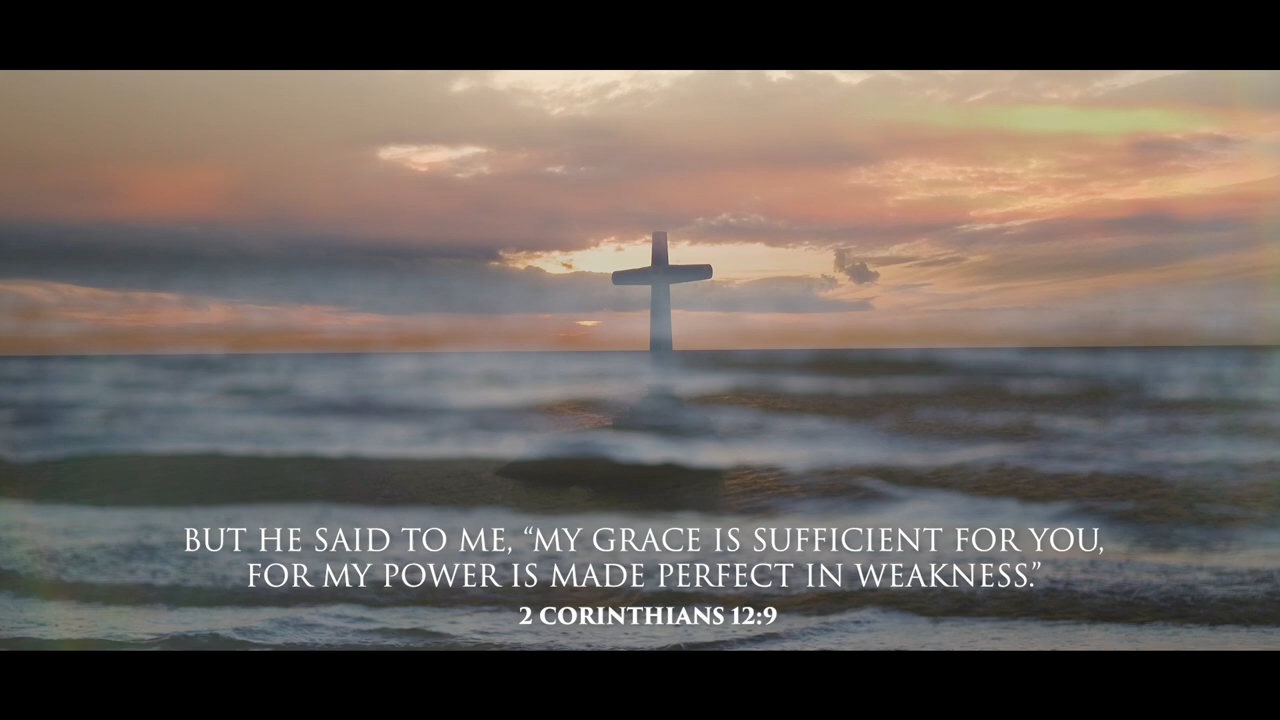 BUT HE SAID TO ME, “MY GRACE IS SUFFICIENT FOR YOU,
FOR MY POWER IS MADE PERFECT IN WEAKNESS.”
2 CORINTHIANS 12:9